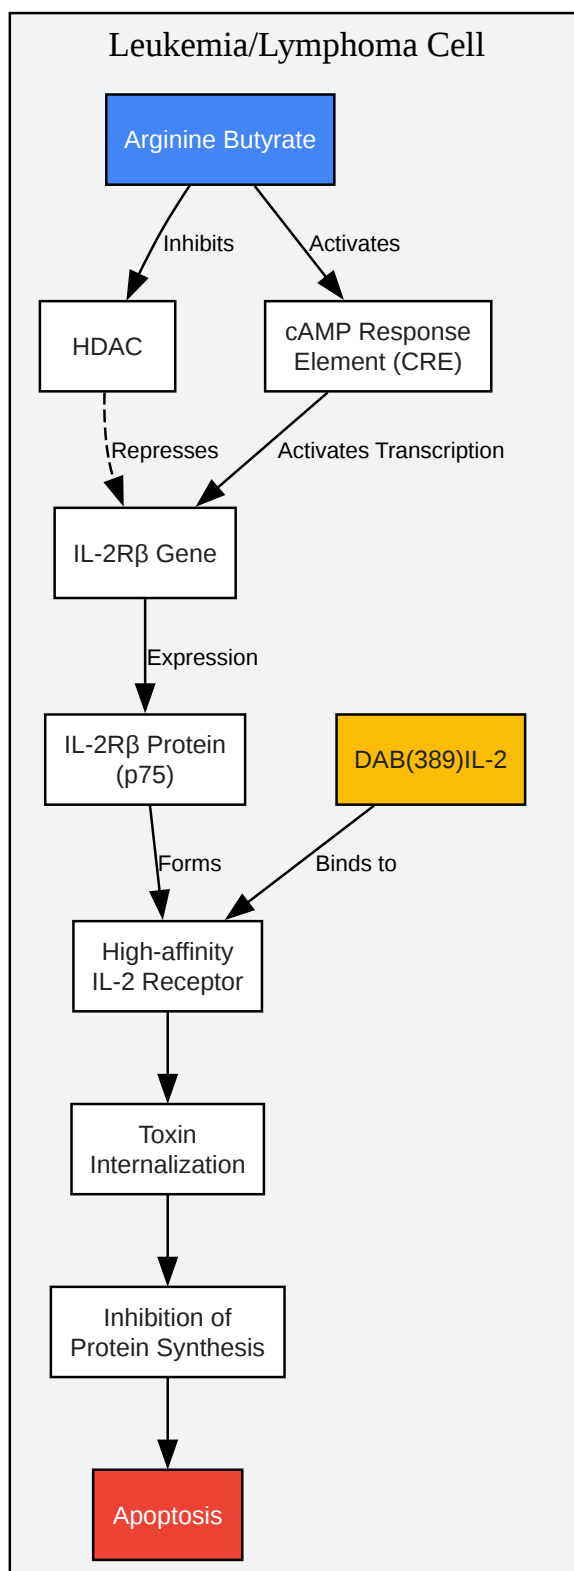 Leukemia/Lymphoma Cell
Arginine Butyrate
Inhibits
Activates
HDAC
cAMP Response
Element (CRE)
Represses
Activates Transcription
IL-2Rβ Gene
Expression
IL-2Rβ Protein
(p75)
DAB(389)IL-2
Forms
Binds to
High-affinity
IL-2 Receptor
Toxin
Internalization
Inhibition of
Protein Synthesis
Apoptosis